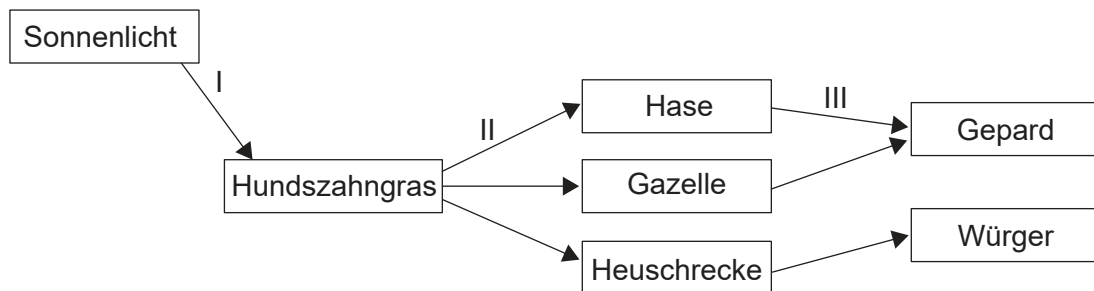 Sonnenlicht
I
Hundszahngras
II
Hase
III
Gepard
Gazelle
Heuschrecke
Würger